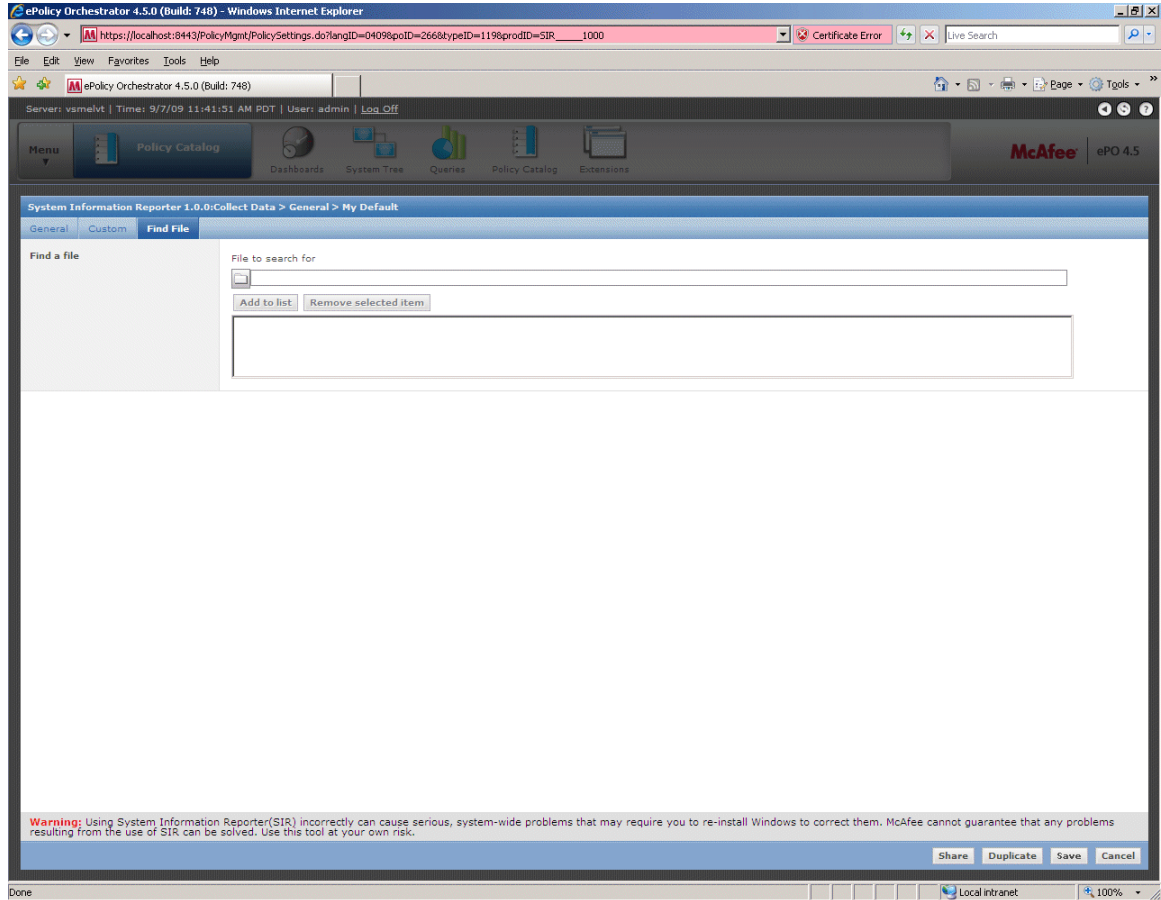 ePolicy Orchestrator 4.5.0 (Build: 748) - Windows Internet Explorer
https://localhost:8443/PolicyMgmt/PolicySettings.do?langID=0409&poID=266&typeID=119&prodID=SIR_____1000
Certificate Error
Live Search
File Edit View Favorites Tools Help
ePolicy Orchestrator 4.5.0 (Build: 748)
Page
Tools
Server: vsmelvt | Time: 9/7/09 11:41:51 AM PDT | User: admin | Log Off
Menu
Policy Catalog
Dashboards
System Tree
Queries
Policy Catalog
Extensions
McAfee
ePO 4.5
System Information Reporter 1.0.0:Collect Data > General > My Default
General Custom Find File
Find a file
File to search for
Add to list Remove selected item
Warning: Using System Information Reporter(SIR) incorrectly can cause serious, system-wide problems that may require you to re-install Windows to correct them. McAfee cannot guarantee that any problems
resulting from the use of SIR can be solved. Use this tool at your own risk.
Share Duplicate Save Cancel
Done
Local intranet
100%